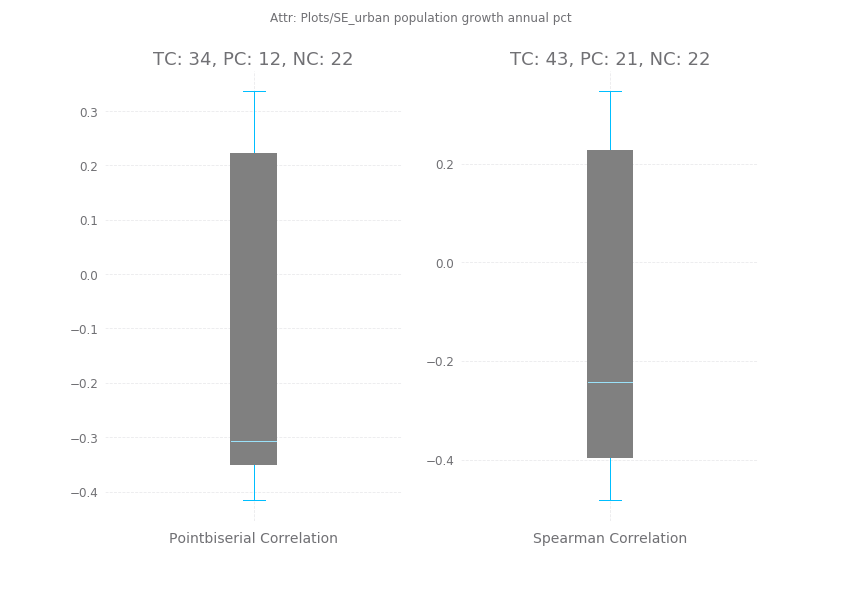 Attr: Plots/SE_urban population growth annual pct
TC: 34, PC: 12, NC: 22
0.3
0.2
0.1
0.0
−0.1
−0.2
−0.3
−0.4
Pointbiserial Correlation
TC: 43, PC: 21, NC: 22
0.2
0.0
−0.2
−0.4
Spearman Correlation